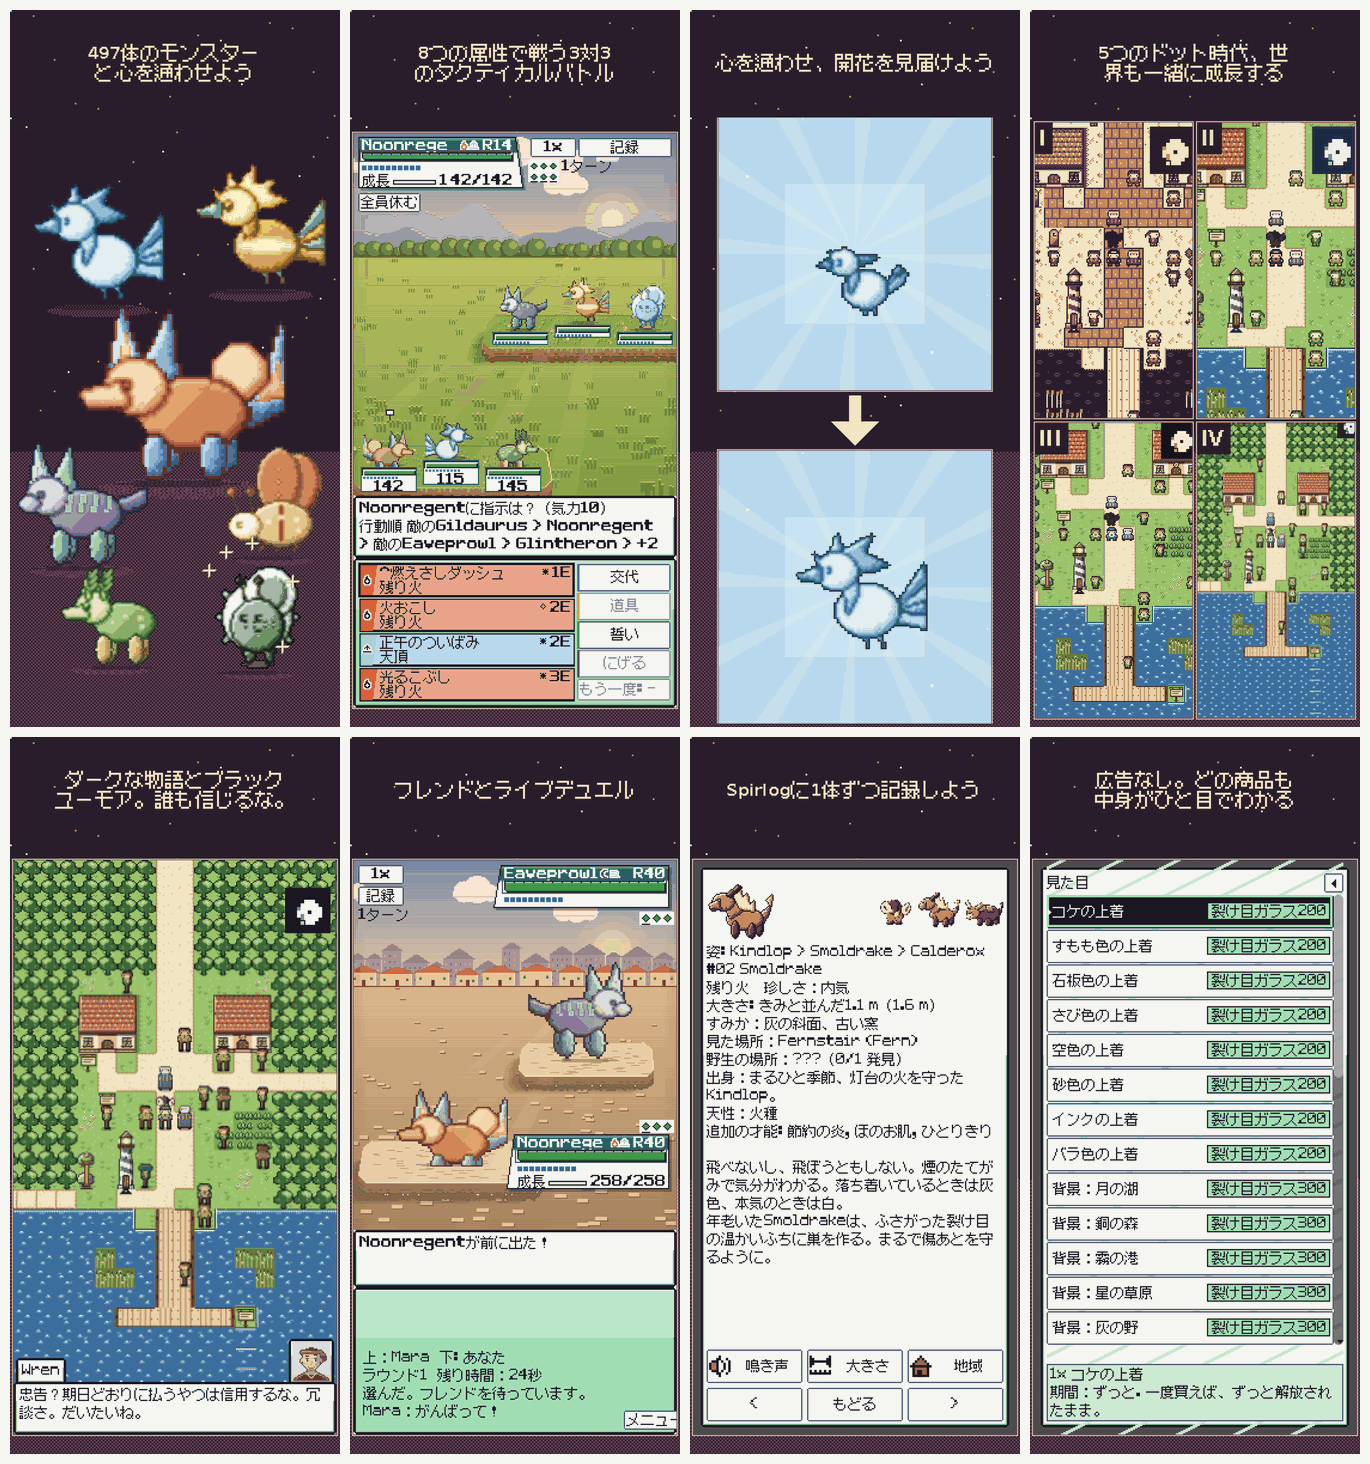 497体のモンスター
と心を通わせよう
8つの属性で戦う3対3
のタクティカルバトル
Noonrege R14
1x
記録
1ターン
成長 142/142
全員休む
142
115
145
Noonregentに指示は？（気力10）
行動順 敵のGildaurus > Noonregent
> 敵のEaveprowl > Glintheron > +2
燃えさしダッシュ *1E
残り火
火おこし ◇2E
残り火
正午のついばみ *2E
天頂
光るこぶし *3E
残り火
交代
道具
誓い
にげる
もう一度: -
心を通わせ、開花を見届けよう
5つのドット時代、世
界も一緒に成長する
I
II
III
IV
ダークな物語とブラック
ユーモア。誰も信じるな。
Wren
忠告？期日どおりに払うやつは信用するな。冗
談さ。だいたいね。
フレンドとライブデュエル
1x
記録
1ターン
Eaveprowl R40
Noonrege R40
成長 258/258
Noonregentが前に出た！
上：Mara 下: あなた
ラウンド1 残り時間：24秒
選んだ。フレンドを待っています。
Mara：がんばって！
メニュー
Spirlogに1体ずつ記録しよう
姿: Kindlop > Smoldrake > Calderox
#02 Smoldrake
残り火 珍しさ：内気
大きさ: きみと並んだ1.1 m (1.6 m)
すみか：灰の斜面、古い窯
見た場所：Fernstair (Fern)
野生の場所：??? (0/1 発見)
出身：まるひと季節、灯台の火を守った
Kindlop。
天性：火種
追加の才能: 節約の炎, ほのお肌, ひとりきり
飛べないし、飛ぼうともしない。煙のたてが
みで気分がわかる。落ち着いているときは灰
色、本気のときは白。
年老いたSmoldrakeは、ふさがった裂け目
の温かいふちに巣を作る。まるで傷あとを守
るように。
鳴き声
大きさ
地域
<
もどる
>
広告なし。どの商品も
中身がひと目でわかる
見た目
コケの上着 裂け目ガラス200
すもも色の上着 裂け目ガラス200
石板色の上着 裂け目ガラス200
さび色の上着 裂け目ガラス200
空色の上着 裂け目ガラス200
砂色の上着 裂け目ガラス200
インクの上着 裂け目ガラス200
バラ色の上着 裂け目ガラス200
背景：月の湖 裂け目ガラス300
背景：銅の森 裂け目ガラス300
背景：霧の港 裂け目ガラス300
背景：星の草原 裂け目ガラス300
背景：灰の野 裂け目ガラス300
1x コケの上着
期間：ずっと。一度買えば、ずっと解放され
たまま。